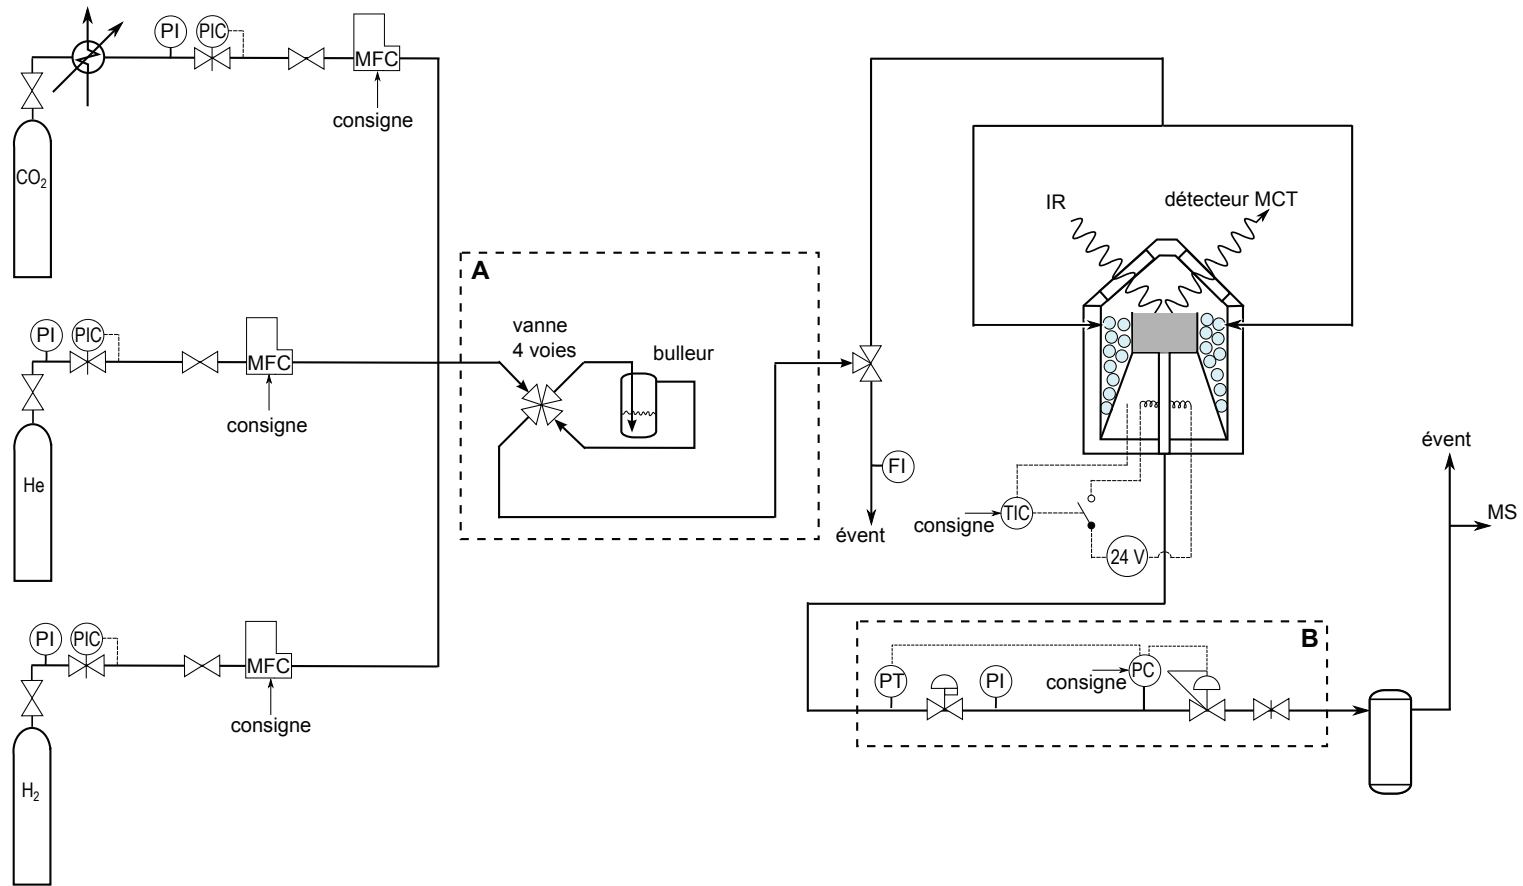 PI
PIC
MFC
consigne
CO2
IR
détecteur MCT
A
vanne
4 voies
bulleur
PI
PIC
MFC
consigne
He
FI
évent
consigne
TIC
24 V
évent
MS
PI
PIC
MFC
consigne
H2
B
PT
PI
consigne
PC